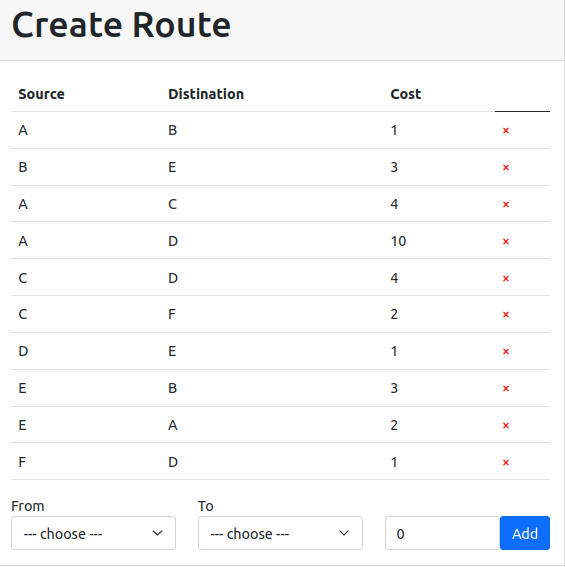 Create Route
Source Distination Cost
A B 1 ×
B E 3 ×
A C 4 ×
A D 10 ×
C D 4 ×
C F 2 ×
D E 1 ×
E B 3 ×
E A 2 ×
F D 1 ×
From To
--- choose --- --- choose --- 0 Add